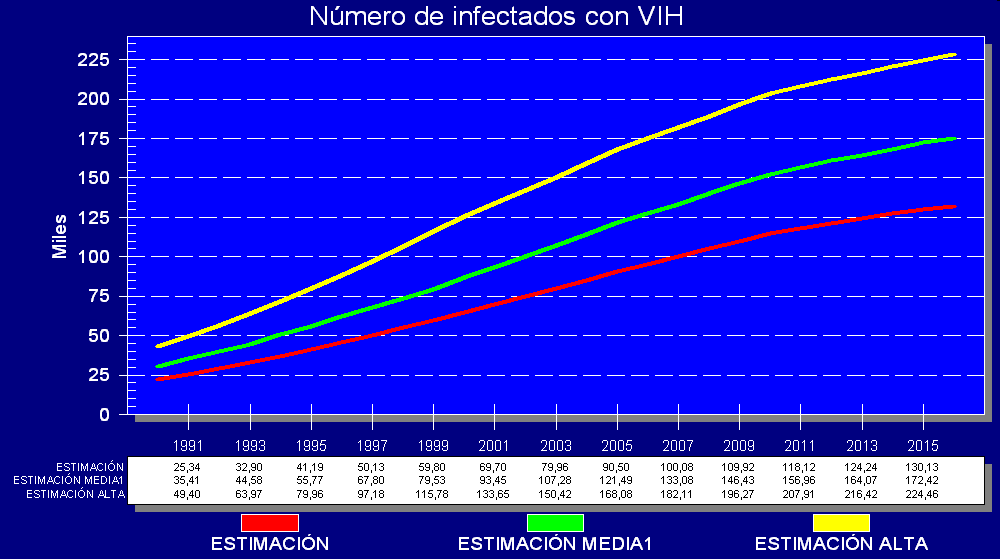 Número de infectados con VIH
225
200
175
150
125
100
75
50
25
0
Miles
1991 1993 1995 1997 1999 2001 2003 2005 2007 2009 2011 2013 2015
ESTIMACIÓN 25,34 32,90 41,19 50,13 59,80 69,70 79,96 90,50 100,08 109,92 118,12 124,24 130,13
ESTIMACIÓN MEDIA1 35,41 44,58 55,77 67,80 79,53 93,45 107,28 121,49 133,08 146,43 156,96 164,07 172,42
ESTIMACIÓN ALTA 49,40 63,97 79,96 97,18 115,78 133,65 150,42 168,08 182,11 196,27 207,91 216,42 224,46
ESTIMACIÓN ESTIMACIÓN MEDIA1 ESTIMACIÓN ALTA